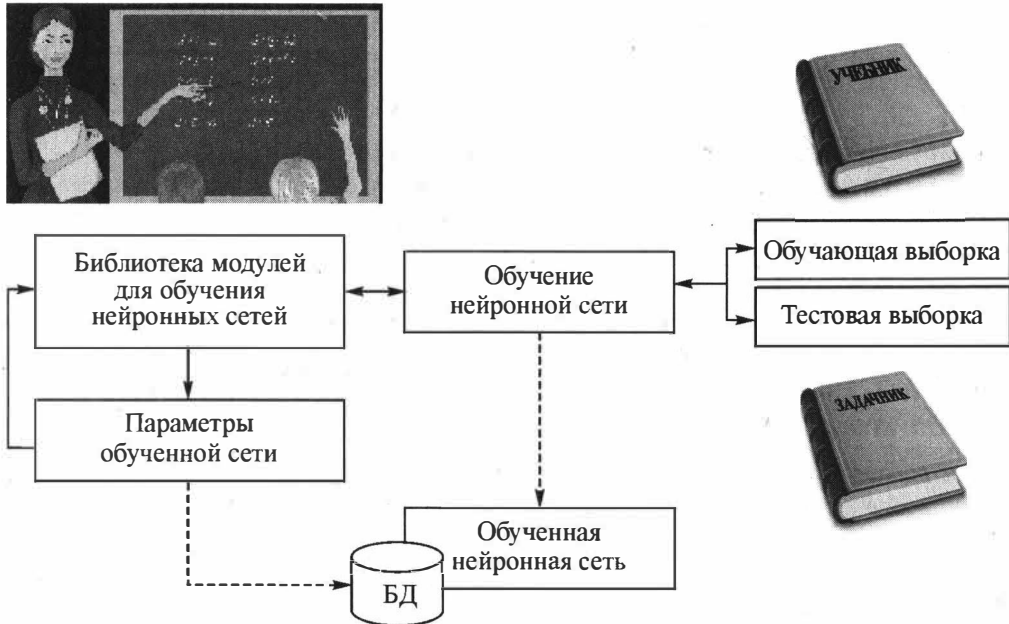 УЧЕБНИК
Библиотека модулей
для обучения
нейронных сетей
Обучение
нейронной сети
Обучающая выборка
Тестовая выборка
Параметры
обученной сети
ЗАДАЧНИК
Обученная
нейронная сеть
БД